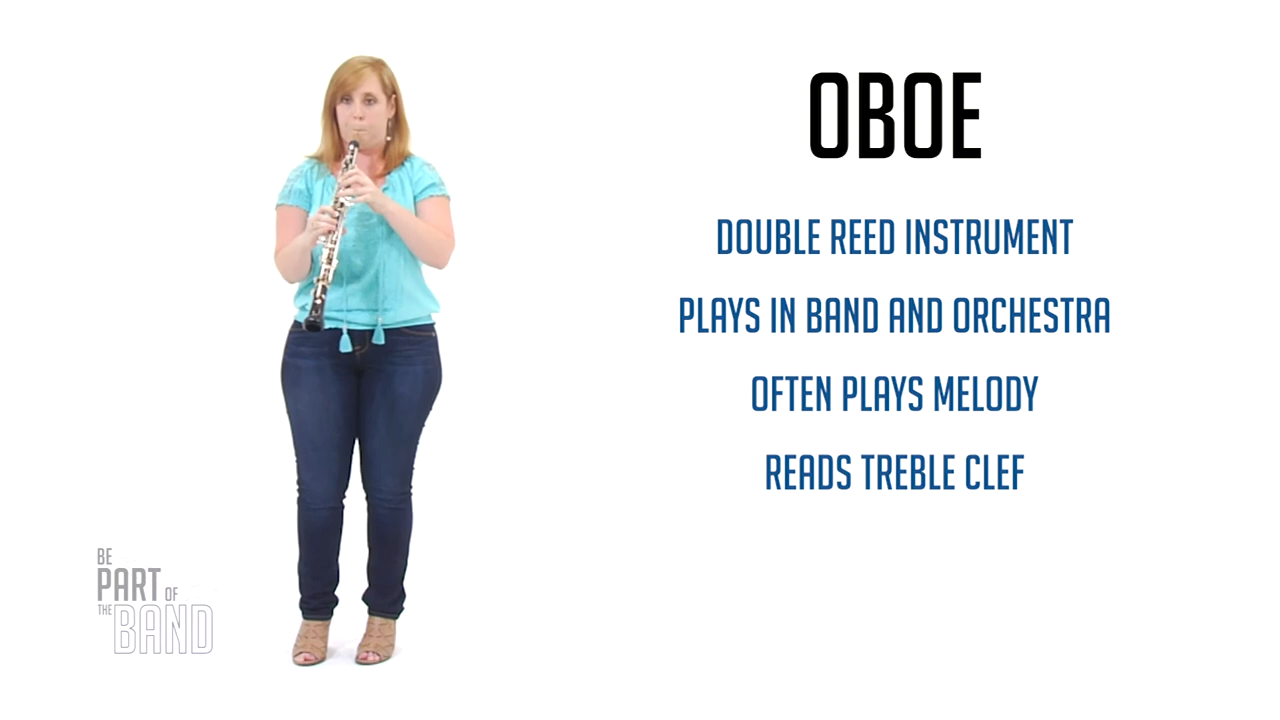 OBOE
DOUBLE REED INSTRUMENT
PLAYS IN BAND AND ORCHESTRA
OFTEN PLAYS MELODY
READS TREBLE CLEF
BE
PART OF
THE BAND